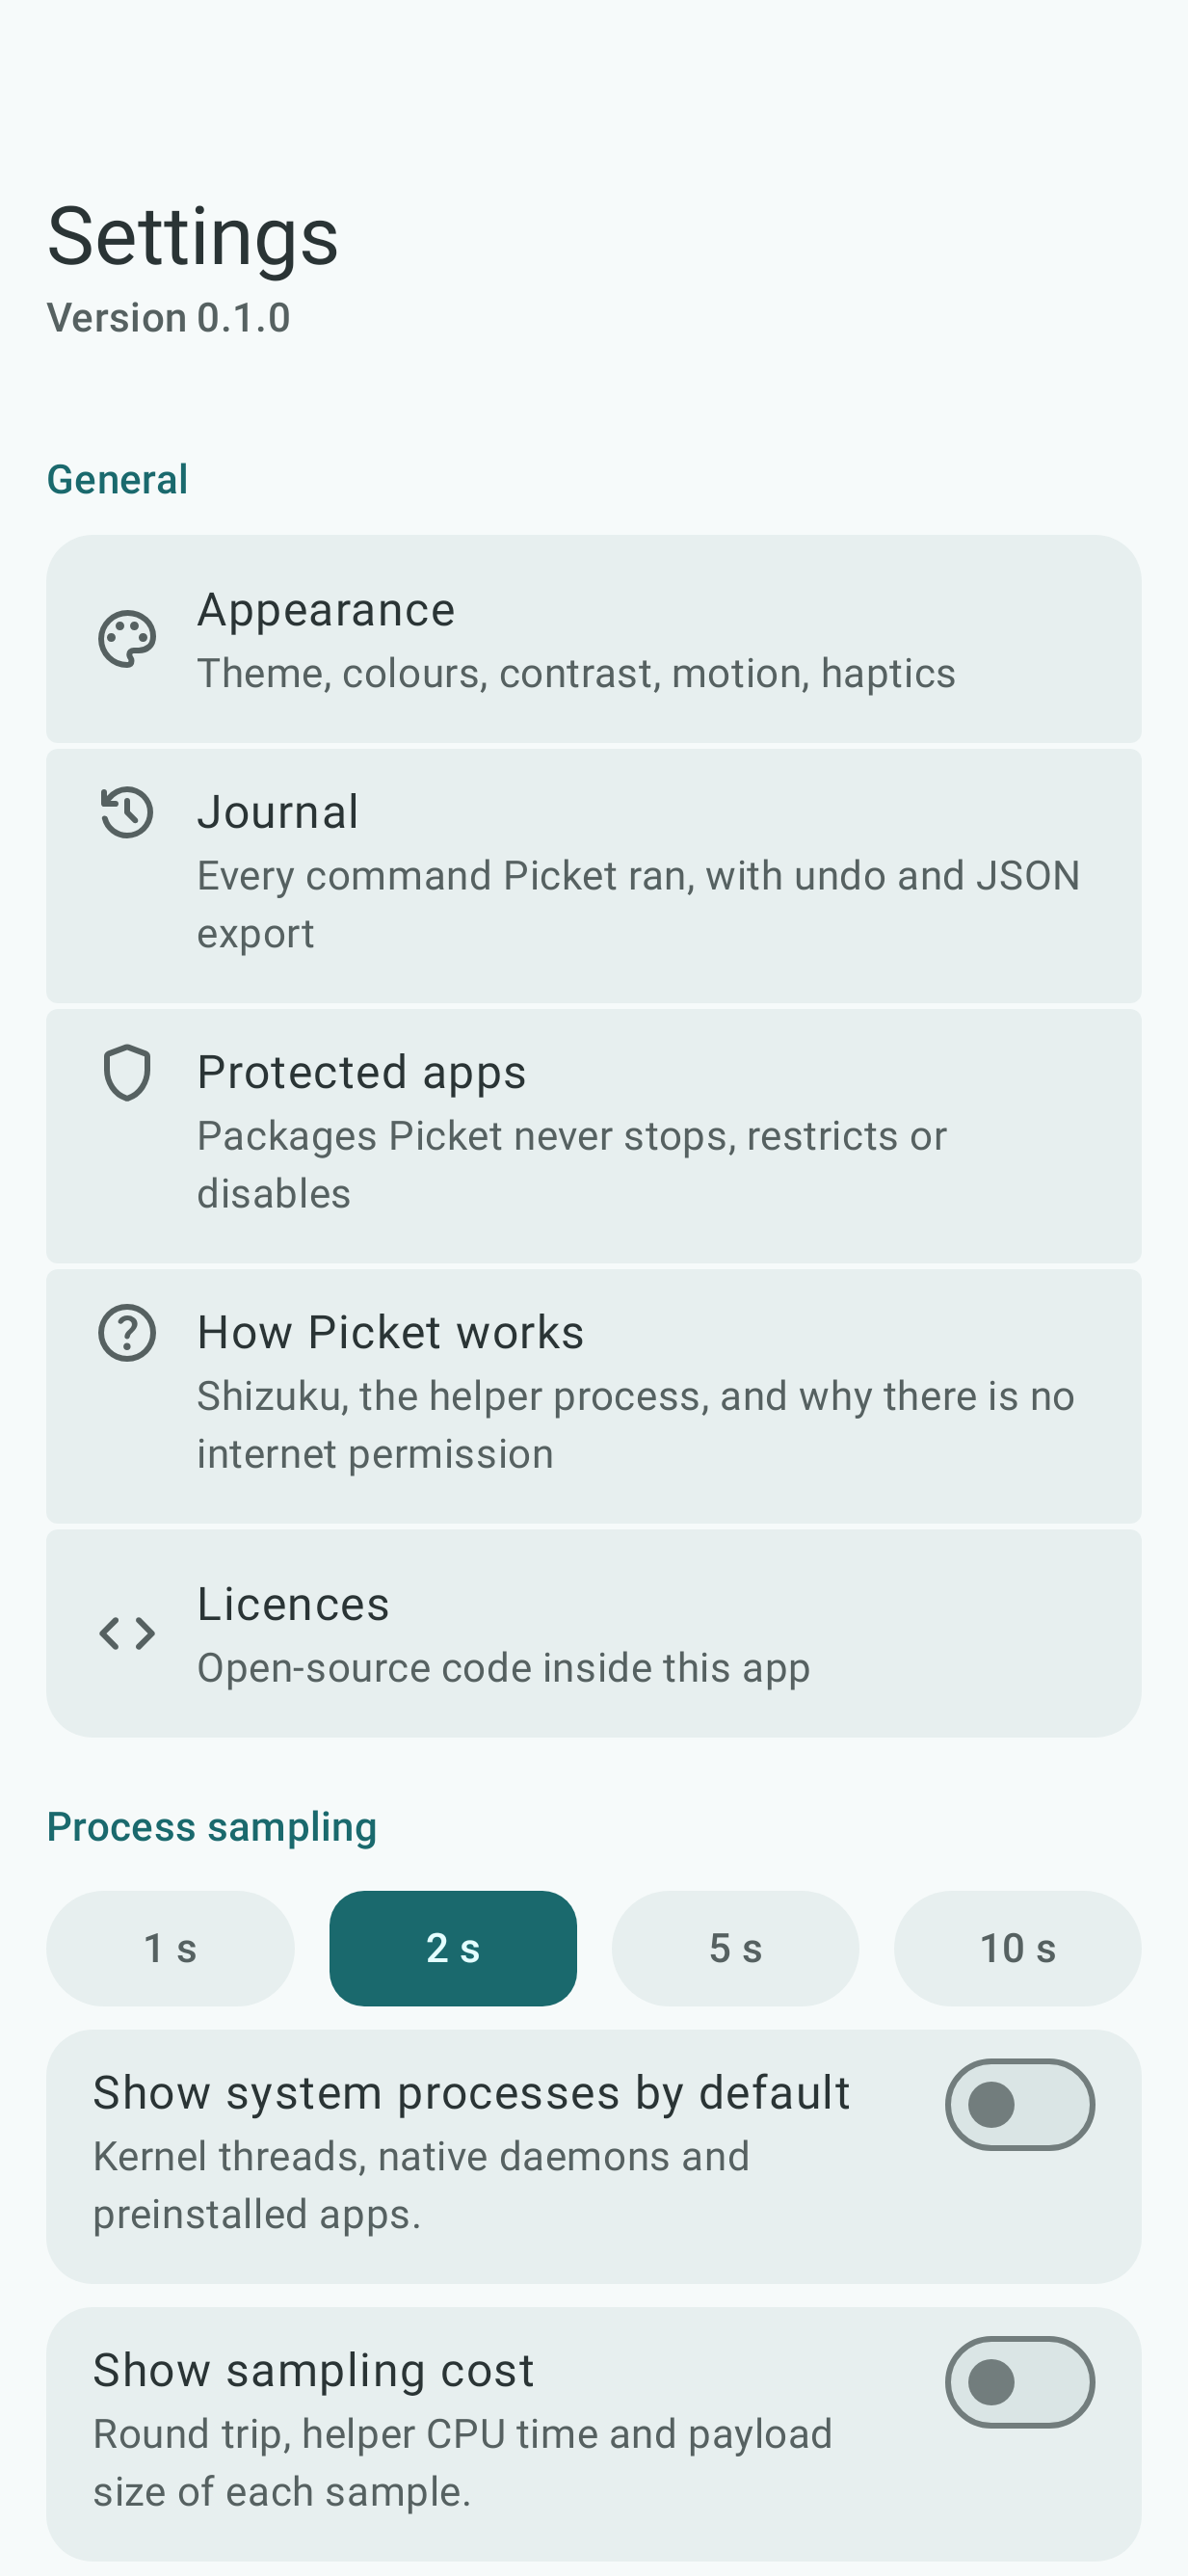 Settings
Version 0.1.0
General
Appearance
Theme, colours, contrast, motion, haptics
Journal
Every command Picket ran, with undo and JSON
export
Protected apps
Packages Picket never stops, restricts or
disables
How Picket works
Shizuku, the helper process, and why there is no
internet permission
Licences
Open-source code inside this app
Process sampling
1 s
2 s
5 s
10 s
Show system processes by default
Kernel threads, native daemons and
preinstalled apps.
Show sampling cost
Round trip, helper CPU time and payload
size of each sample.